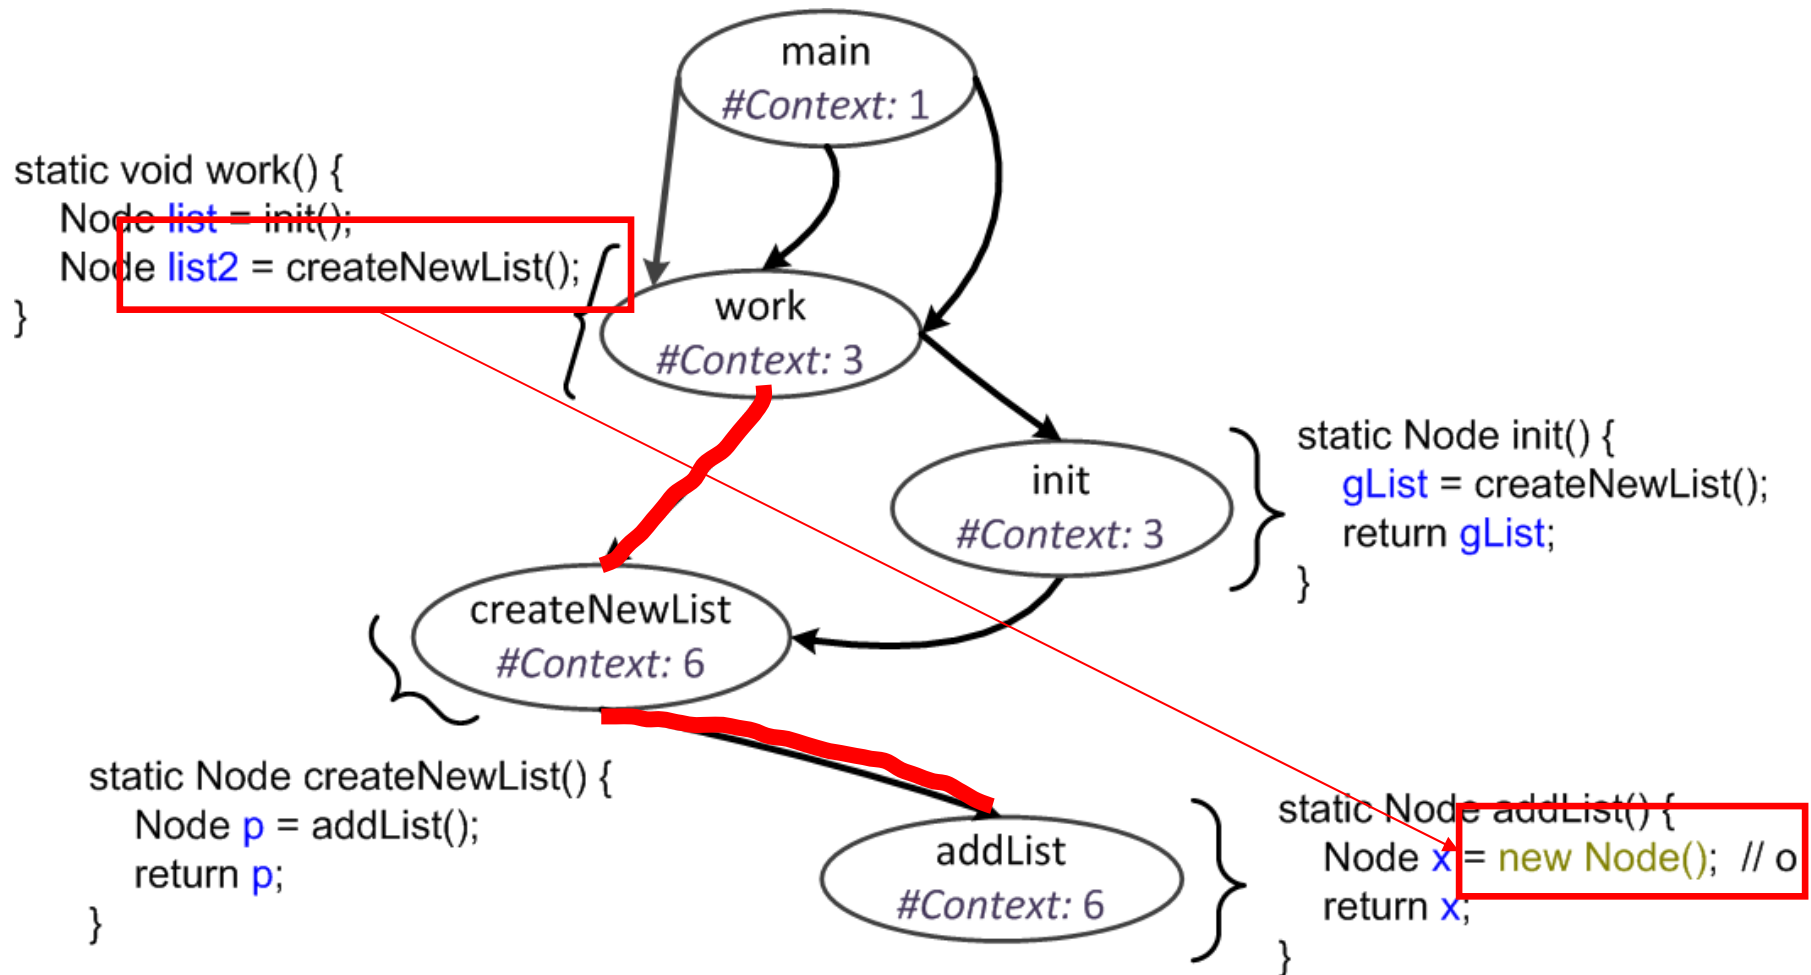 main
#Context: 1
static void work() {
Node list = init();
Node list2 = createNewList();
}
work
#Context: 3
init
#Context: 3
static Node init() {
gList = createNewList();
return gList;
}
createNewList
#Context: 6
static Node createNewList() {
Node p = addList();
return p;
}
addList
#Context: 6
static Node addList() {
Node x = new Node(); // o
return x;
}